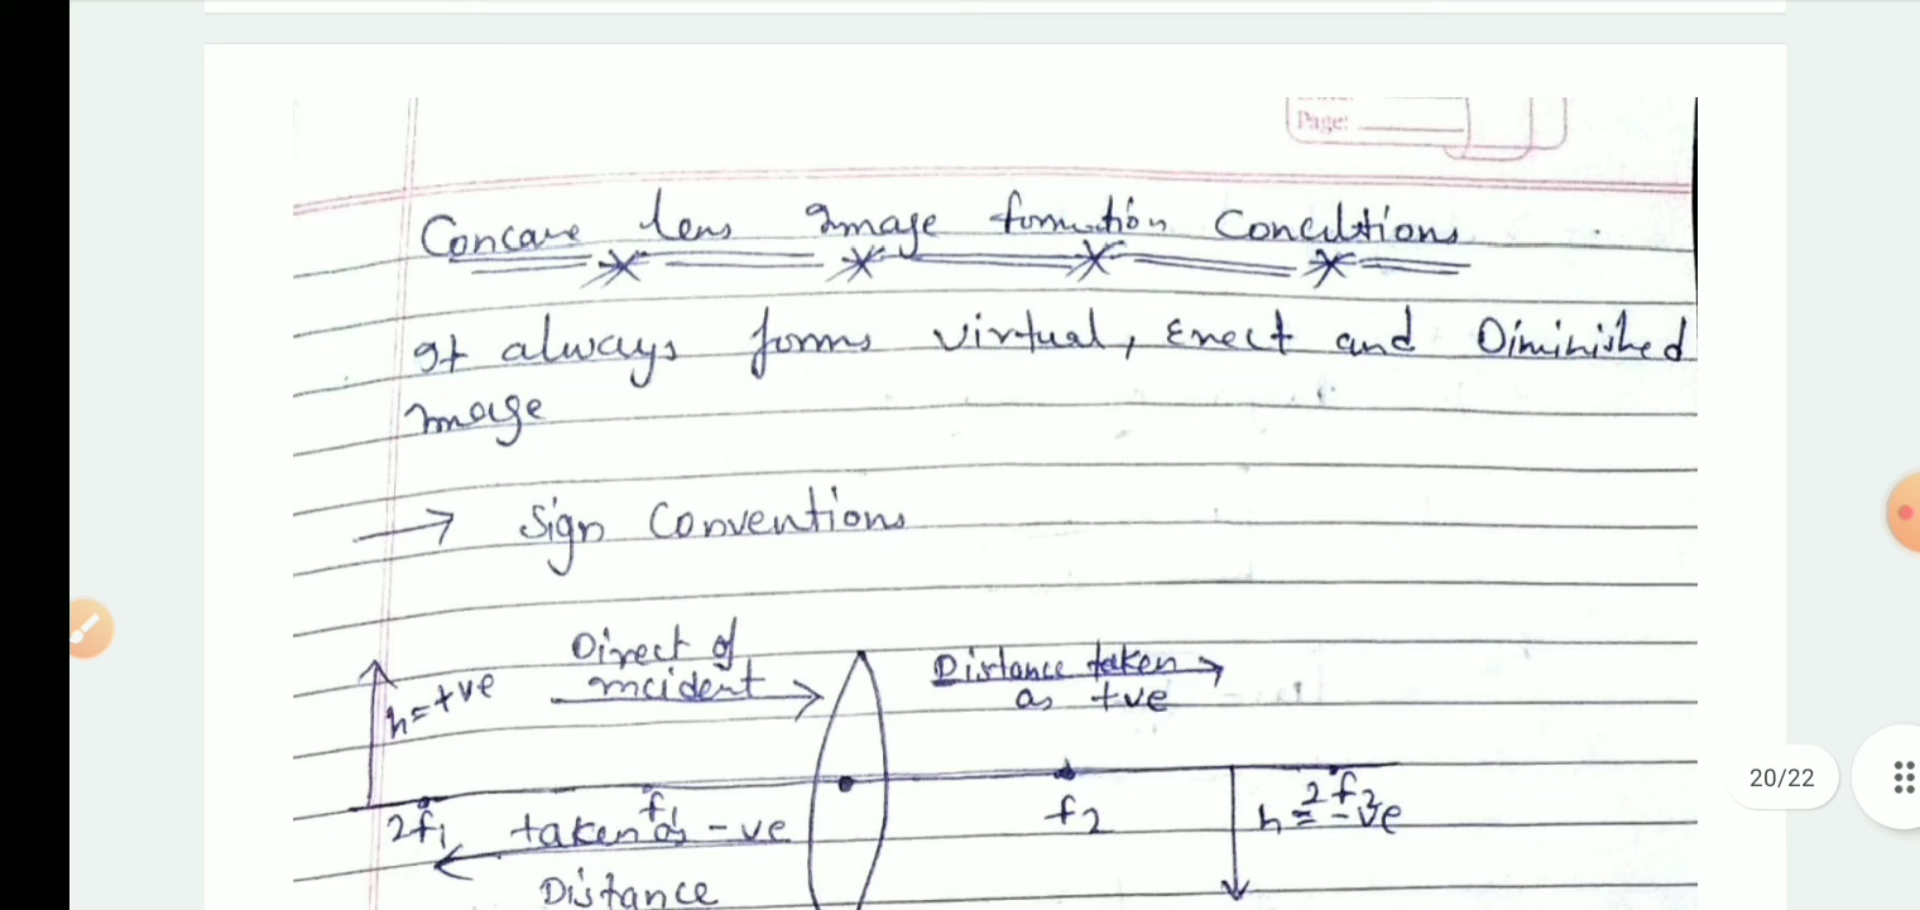 Page:
Concave lens Image formation Conditions
It always forms virtual, Erect and Diminished
Image
→ Sign Conventions
Direct of
incident
h=+ve
Distance taken
as +ve
2f1
f1
f2
2f2
h=-ve
taken as -ve
Distance
20/22